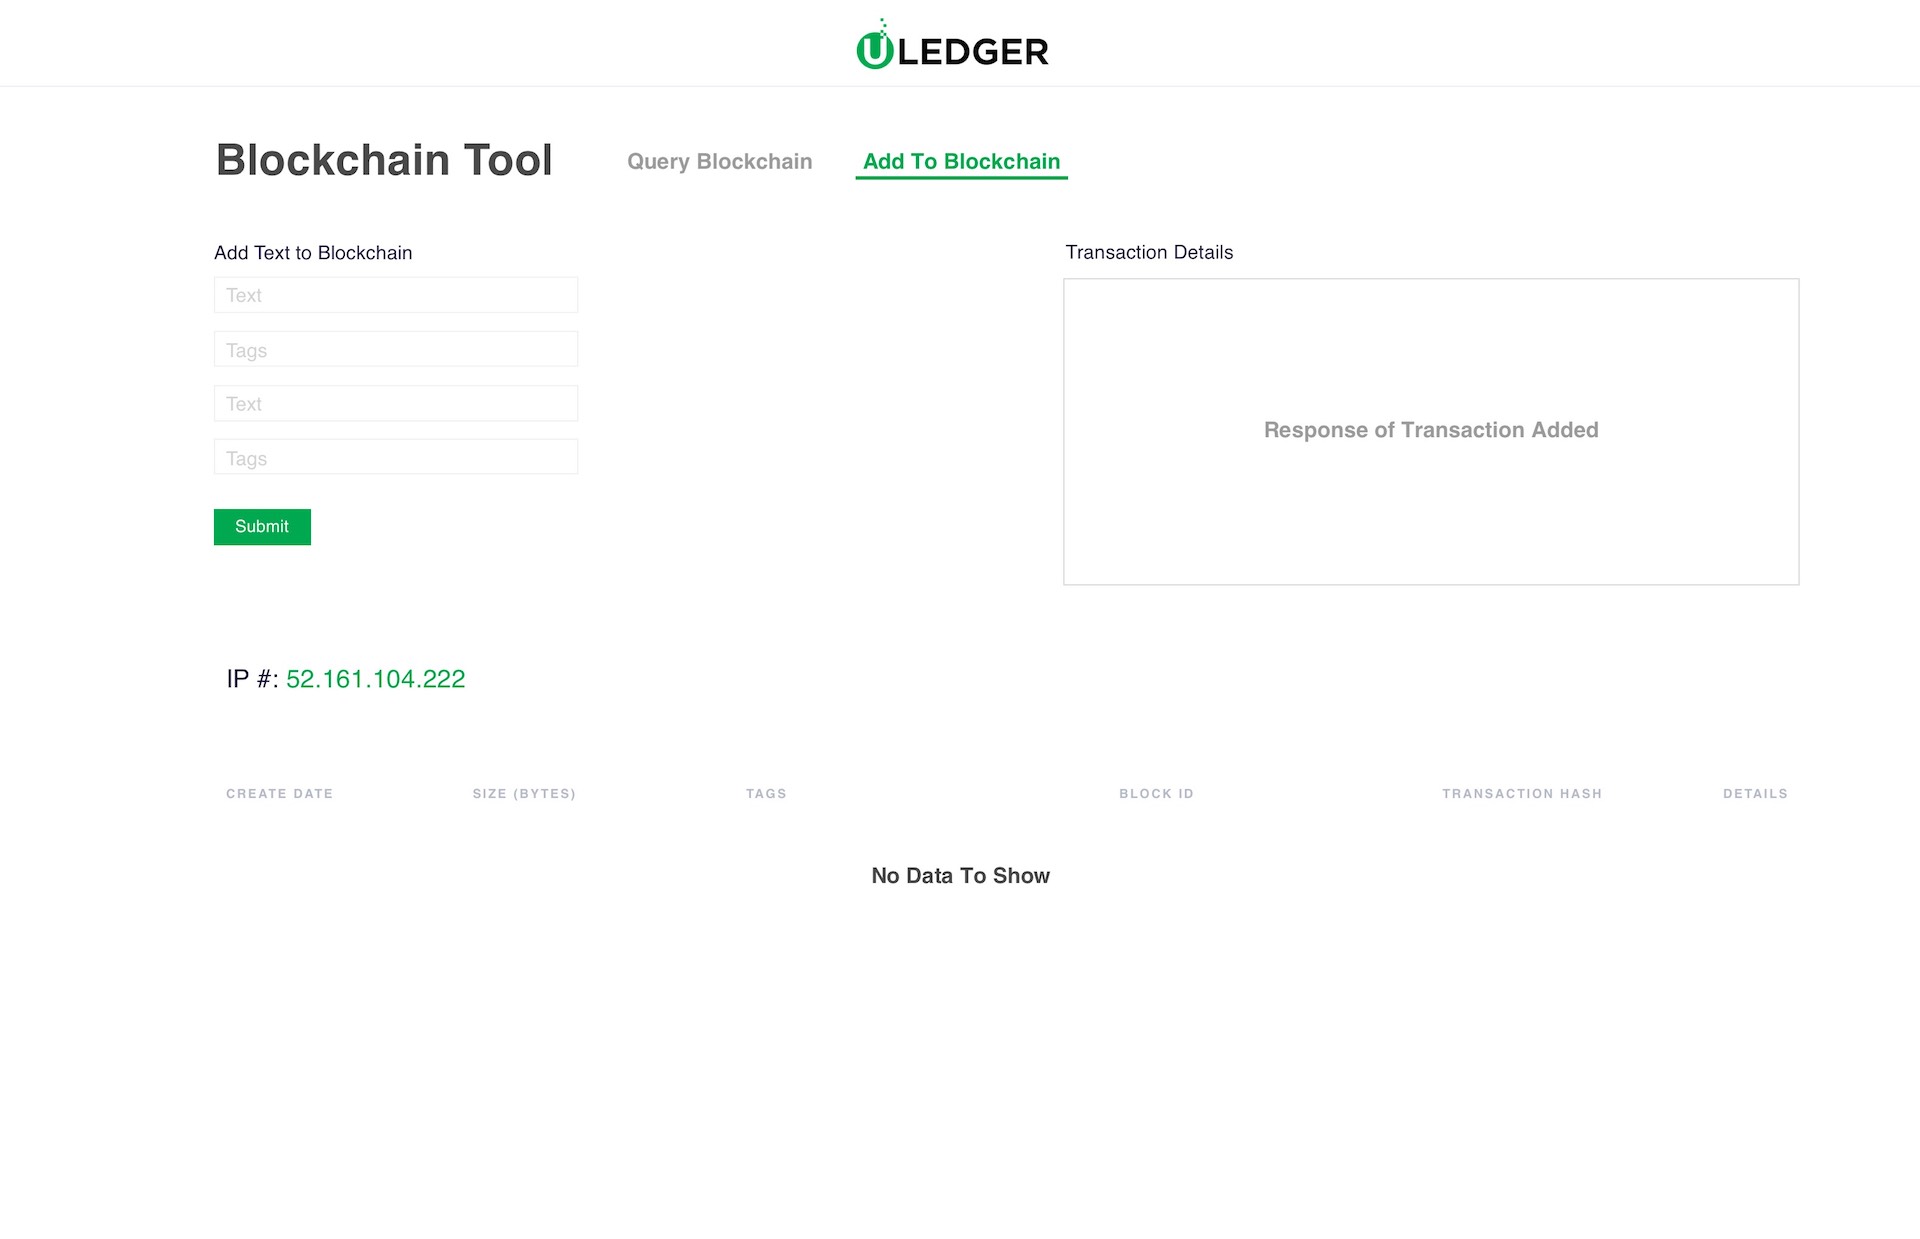 ULEDGER
Blockchain Tool
Query Blockchain
Add To Blockchain
Add Text to Blockchain
Text
Tags
Text
Tags
Submit
Transaction Details
Response of Transaction Added
IP #: 52.161.104.222
CREATE DATE SIZE (BYTES) TAGS BLOCK ID TRANSACTION HASH DETAILS
No Data To Show